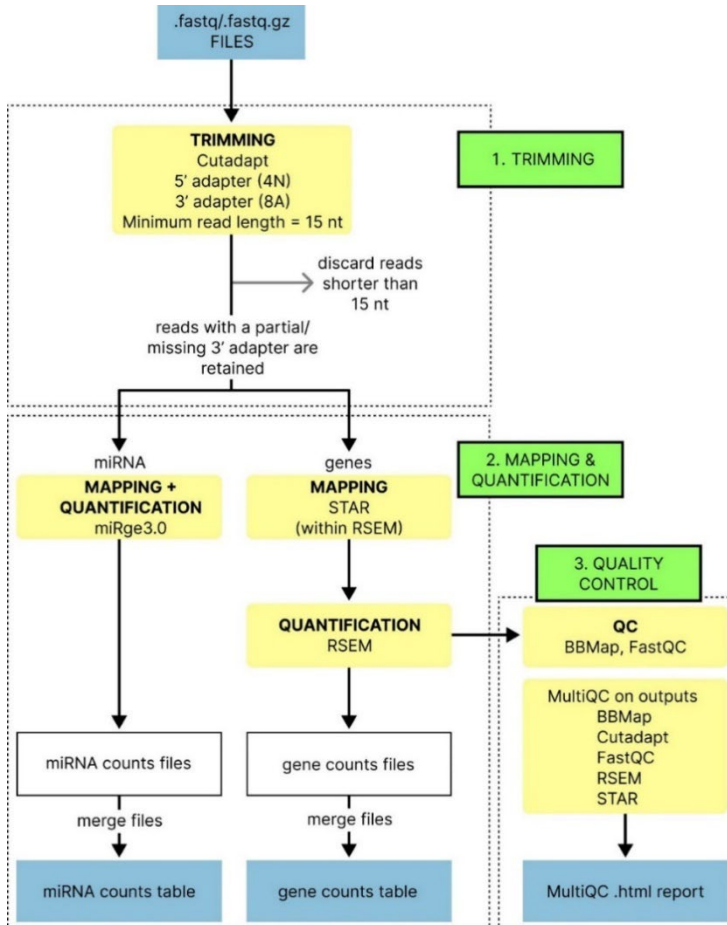 .fastq/.fastq.gz
FILES
TRIMMING
Cutadapt
5’ adapter (4N)
3’ adapter (8A)
Minimum read length = 15 nt
1. TRIMMING
discard reads
shorter than
15 nt
reads with a partial/
missing 3’ adapter are
retained
miRNA
MAPPING +
QUANTIFICATION
miRge3.0
genes
MAPPING
STAR
(within RSEM)
2. MAPPING &
QUANTIFICATION
3. QUALITY
CONTROL
QUANTIFICATION
RSEM
QC
BBMap, FastQC
MultiQC on outputs
BBMap
Cutadapt
FastQC
RSEM
STAR
miRNA counts files
gene counts files
merge files
merge files
miRNA counts table
gene counts table
MultiQC .html report